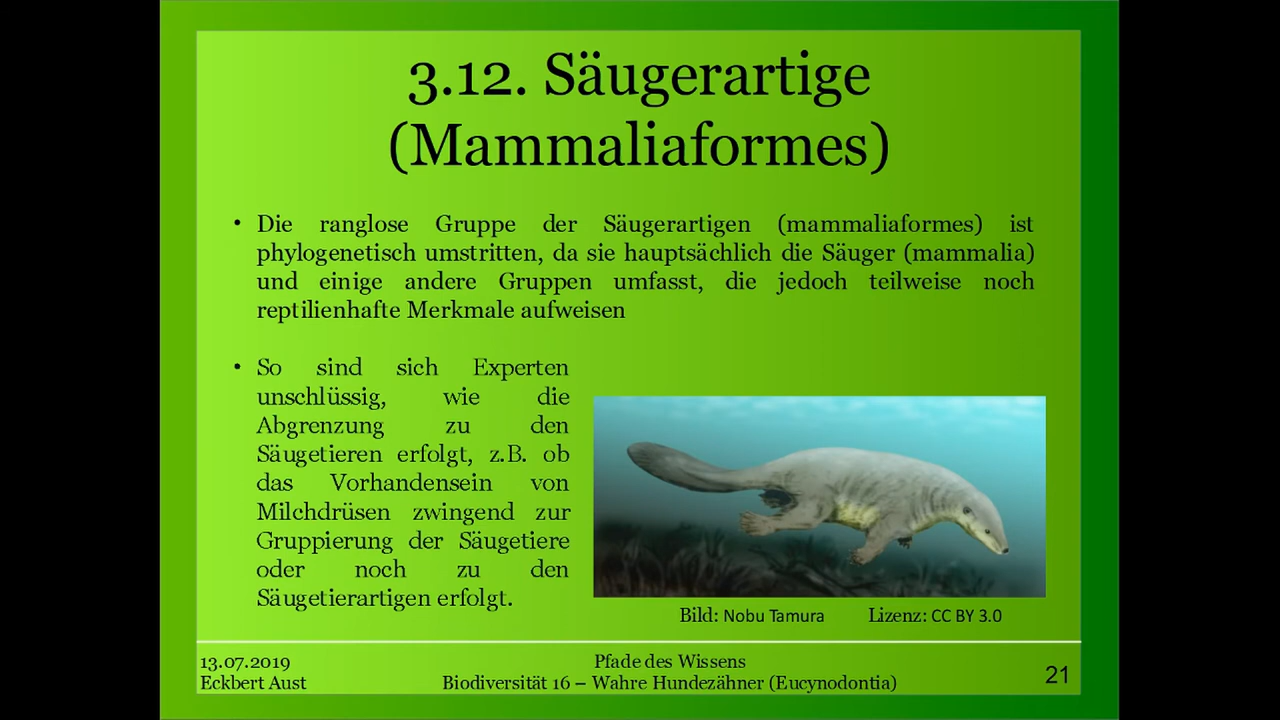 3.12. Säugerartige
(Mammaliaformes)
• Die ranglose Gruppe der Säugerartigen (mammaliaformes) ist
phylogenetisch umstritten, da sie hauptsächlich die Säuger (mammalia)
und einige andere Gruppen umfasst, die jedoch teilweise noch
reptilienhafte Merkmale aufweisen
• So sind sich Experten
unschlüssig, wie die
Abgrenzung zu den
Säugetieren erfolgt, z.B. ob
das Vorhandensein von
Milchdrüsen zwingend zur
Gruppierung der Säugetiere
oder noch zu den
Säugetierartigen erfolgt.
Bild: Nobu Tamura Lizenz: CC BY 3.0
13.07.2019
Eckbert Aust
Pfade des Wissens
Biodiversität 16 – Wahre Hundezähner (Eucynodontia)
21